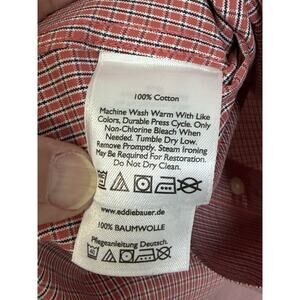 100% Cotton
Machine Wash Warm With Like
Colors, Durable Press Cycle. Only
Non-Chlorine Bleach When
Needed. Tumble Dry Low.
Remove Promptly. Steam Ironing
May Be Required For Restoration.
Do Not Dry Clean.
www.eddiebauer.de
100% BAUMWOLLE
Pflegeanleitung Deutsch.